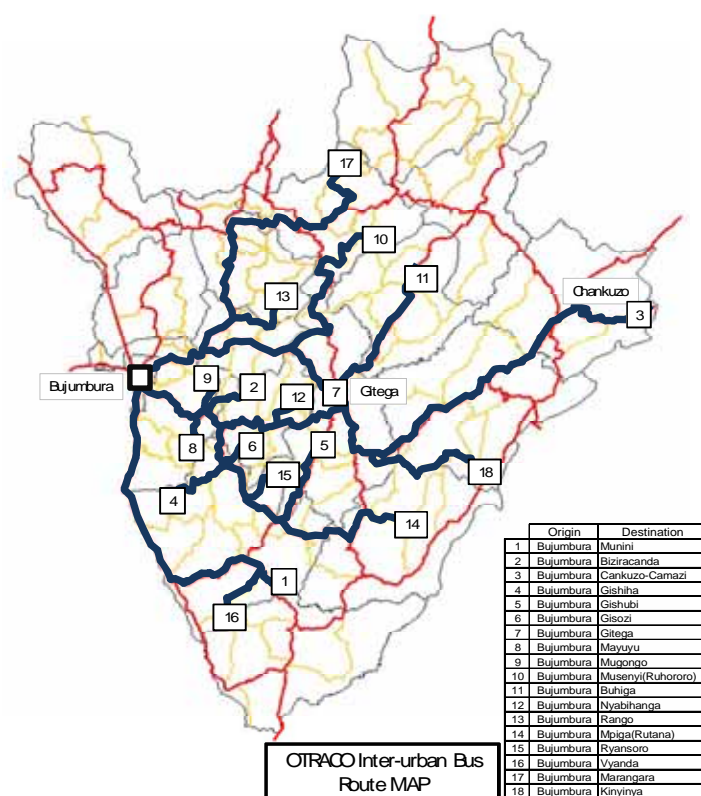 17
10
11
13
Chankuzo
3
Bujumbura
9
2
7
Gitega
12
8
6
5
15
18
4
14
1
16
Origin Destination
1 Bujumbura Munini
2 Bujumbura Biziracanda
3 Bujumbura Cankuzo-Camazi
4 Bujumbura Gishiha
5 Bujumbura Gishubi
6 Bujumbura Gisozi
7 Bujumbura Gitega
8 Bujumbura Mayuyu
9 Bujumbura Mugongo
10 Bujumbura Musenyi(Ruhororo)
11 Bujumbura Buhiga
12 Bujumbura Nyabihanga
13 Bujumbura Rango
14 Bujumbura Mpiga(Rutana)
15 Bujumbura Ryansoro
16 Bujumbura Vyanda
17 Bujumbura Marangara
18 Bujumbura Kinyinya
OTRACO Inter-urban Bus
Route MAP